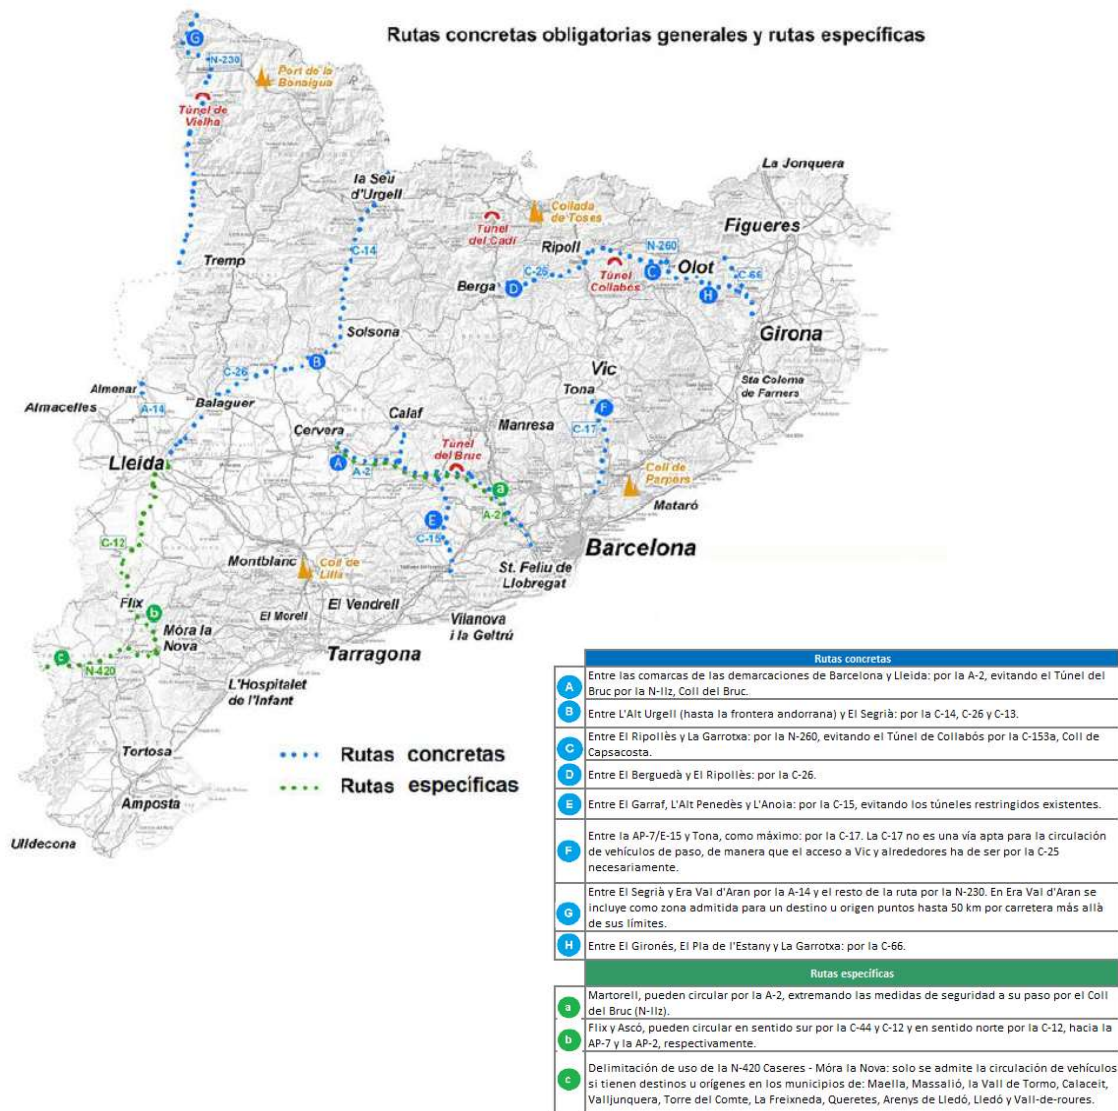 Rutas concretas obligatorias generales y rutas específicas
G
N-230
Port de la
Bonaigua
Túnel de
Vielha
La Jonquera
la Seu
d'Urgell
Collada
de Toses
Túnel
del Cadí
Figueres
C-14
Ripoll
N-260
Tremp
Túnel
Collabós
C
Olot
C-66
C-26
Berga
D
H
Girona
Solsona
B
Vic
C-26
Tona
F
Sta Coloma
de Farners
Almenar
Almacelles
A-14
Balaguer
Calaf
Cervera
Manresa
C-17
Túnel
del Bruc
Lleida
A
A-2
a
Coll de
Parpers
Mataró
E
A-2
C-15
C-12
Barcelona
Montblanc
Coll de
Lilla
St. Feliu de
Llobregat
Flix
b
El Morell
El Vendrell
Vilanova
i la Geltrú
Móra la
Nova
c
N-420
Tarragona
L'Hospitalet
de l'Infant
Tortosa
Amposta
Ulldecona
Rutas concretas
Rutas específicas
Rutas concretas
A Entre las comarcas de las demarcaciones de Barcelona y Lleida: por la A-2, evitando el Túnel del
Bruc por la N-IIz, Coll del Bruc.
B Entre L'Alt Urgell (hasta la frontera andorrana) y El Segrià: por la C-14, C-26 y C-13.
C Entre El Ripollès y La Garrotxa: por la N-260, evitando el Túnel de Collabós por la C-153a, Coll de
Capsacosta.
D Entre El Berguedà y El Ripollès: por la C-26.
E Entre El Garraf, L'Alt Penedès y L'Anoia: por la C-15, evitando los túneles restringidos existentes.
F Entre la AP-7/E-15 y Tona, como máximo: por la C-17. La C-17 no es una vía apta para la circulación
de vehículos de paso, de manera que el acceso a Vic y alrededores ha de ser por la C-25
necesariamente.
G Entre El Segrià y Era Val d'Aran por la A-14 y el resto de la ruta por la N-230. En Era Val d'Aran se
incluye como zona admitida para un destino u origen puntos hasta 50 km por carretera más allá
de sus límites.
H Entre El Gironés, El Pla de l'Estany y La Garrotxa: por la C-66.
Rutas específicas
a Martorell, pueden circular por la A-2, extremando las medidas de seguridad a su paso por el Coll
del Bruc (N-IIz).
b Flix y Ascó, pueden circular en sentido sur por la C-44 y C-12 y en sentido norte por la C-12, hacia la
AP-7 y la AP-2, respectivamente.
c Delimitación de uso de la N-420 Caseres - Móra la Nova: solo se admite la circulación de vehículos
si tienen destinos u orígenes en los municipios de: Maella, Massalió, la Vall de Tormo, Calaceit,
Valljunquera, Torre del Comte, La Freixneda, Queretes, Arenys de Lledó, Lledó y Vall-de-roures.